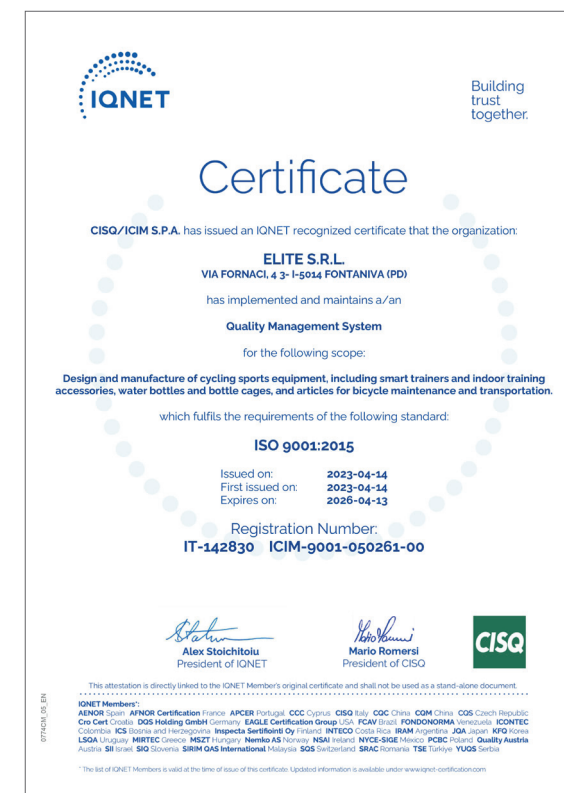 IQNET
Building
trust
together.
Certificate
CISQ/ICIM S.P.A. has issued an IQNET recognized certificate that the organization:
ELITE S.R.L.
VIA FORNACI, 4 3- I-5014 FONTANIVA (PD)
has implemented and maintains a/an
Quality Management System
for the following scope:
Design and manufacture of cycling sports equipment, including smart trainers and indoor training
accessories, water bottles and bottle cages, and articles for bicycle maintenance and transportation.
which fulfils the requirements of the following standard:
ISO 9001:2015
Issued on: 2023-04-14
First issued on: 2023-04-14
Expires on: 2026-04-13
Registration Number:
IT-142830 ICIM-9001-050261-00
Alex Stoichitoiu
President of IQNET
Mario Romersi
President of CISQ
CISQ
This attestation is directly linked to the IQNET Member's original certificate and shall not be used as a stand-alone document.
IQNET Members*:
AENOR Spain AFNOR Certification France APCER Portugal CCC Cyprus CISQ Italy CQC China CQM China CQS Czech Republic
Cro Cert Croatia DQS Holding GmbH Germany EAGLE Certification Group USA FCAV Brazil FONDONORMA Venezuela ICONTEC
Colombia ICS Bosnia and Herzegovina Inspecta Sertifiointi Oy Finland INTECO Costa Rica IRAM Argentina JQA Japan KFQ Korea
LSQA Uruguay MIRTEC Greece MSZT Hungary Nemko AS Norway NSAI Ireland NYCE-SIGE México PCBC Poland Quality Austria
Austria SII Israel SIQ Slovenia SIRIM QAS International Malaysia SQS Switzerland SRAC Romania TSE Türkiye YUQS Serbia
* The list of IQNET Members is valid at the time of issue of this certificate. Updated information is available under www.iqnet-certification.com
0774CM_05_EN